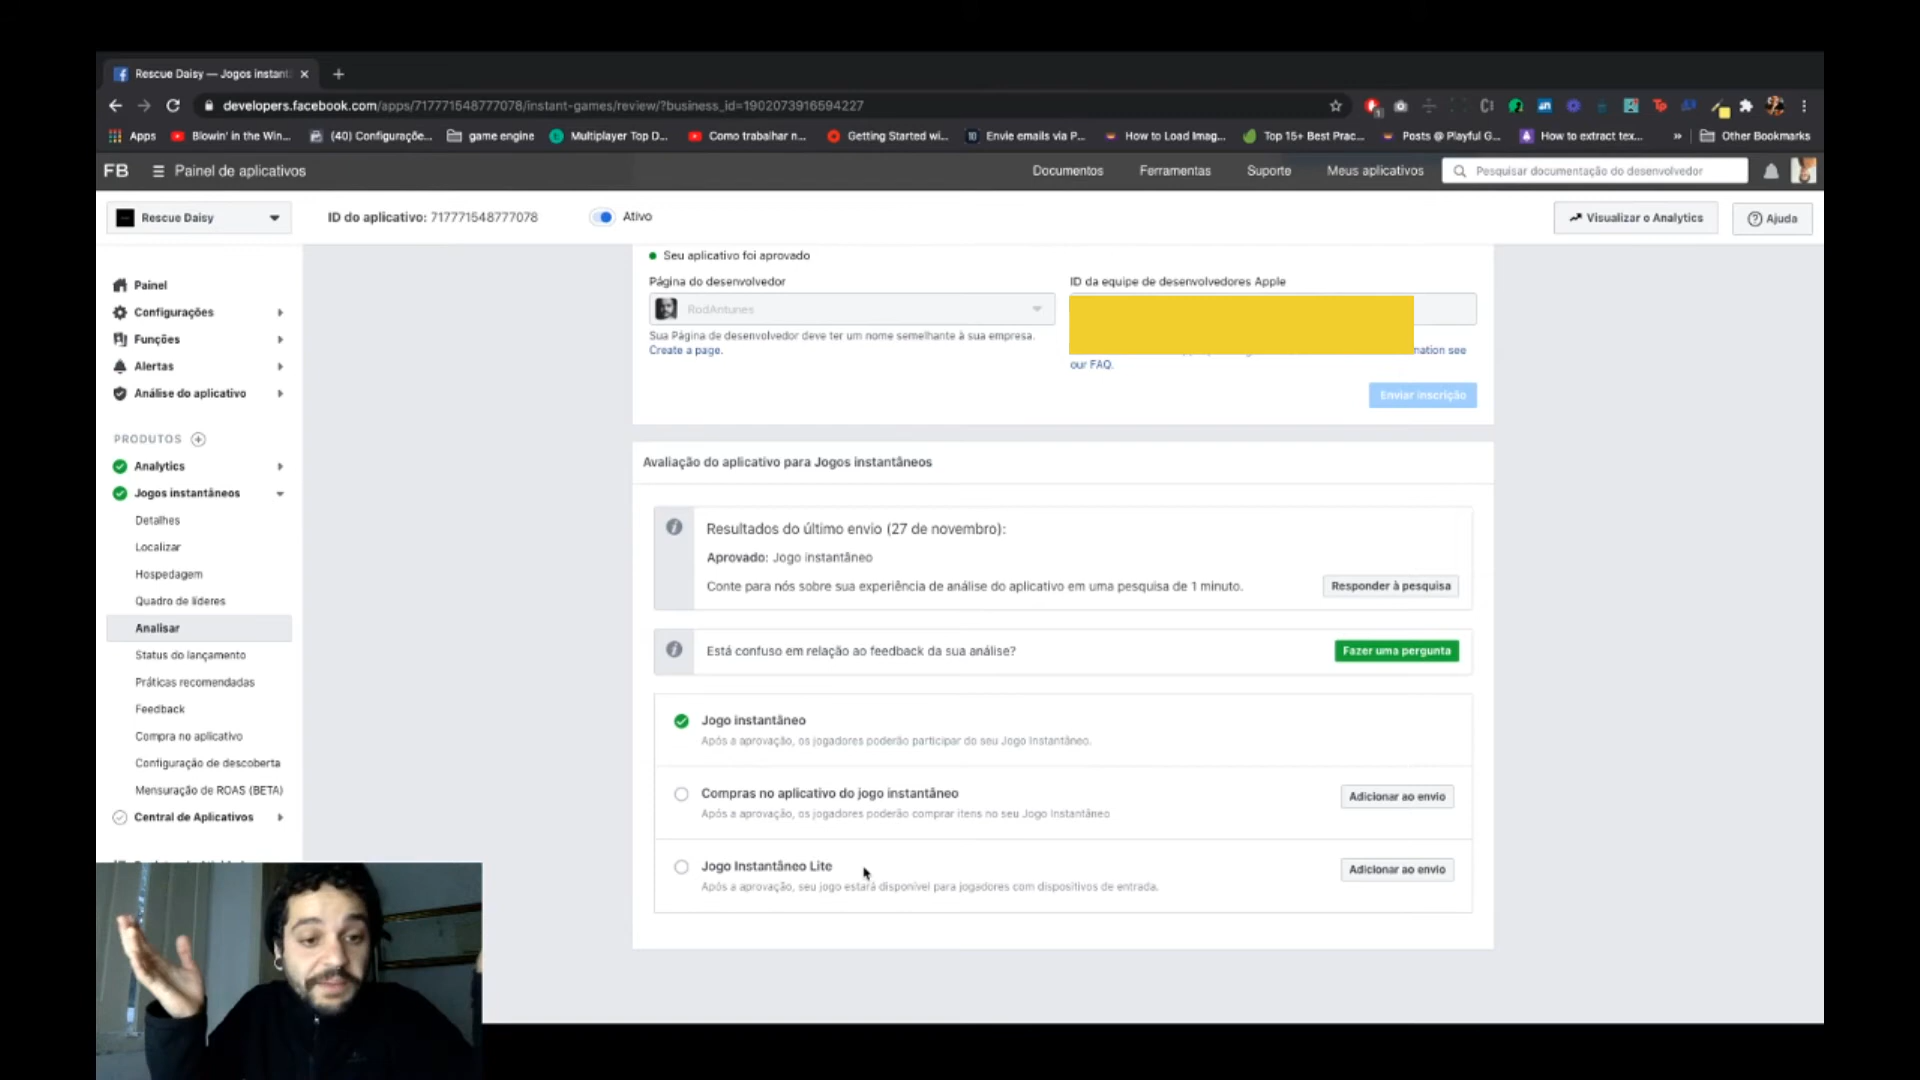 Rescue Daisy — Jogos instant
developers.facebook.com/apps/717771548777078/instant-games/review/?business_id=1902073916594227
Apps
Blowin' in the Win...
(40) Configuraçõe...
game engine
Multiplayer Top D...
Como trabalhar n...
Getting Started wi...
Envie emails via P...
How to Load Imag...
Top 15+ Best Prac...
Posts @ Playful G...
How to extract tex...
»
Other Bookmarks
FB
Painel de aplicativos
Documentos
Ferramentas
Suporte
Meus aplicativos
Pesquisar documentação do desenvolvedor
Rescue Daisy
ID do aplicativo: 717771548777078
Ativo
Visualizar o Analytics
Ajuda
Painel
Configurações
Funções
Alertas
Análise do aplicativo
PRODUTOS
Analytics
Jogos instantâneos
Detalhes
Localizar
Hospedagem
Quadro de líderes
Analisar
Status do lançamento
Práticas recomendadas
Feedback
Compra no aplicativo
Configuração de descoberta
Mensuração de ROAS (BETA)
Central de Aplicativos
Seu aplicativo foi aprovado
Página do desenvolvedor
RodAntunes
Sua Página de desenvolvedor deve ter um nome semelhante à sua empresa.
Create a page.
ID da equipe de desenvolvedores Apple
mation see
our FAQ.
Enviar inscrição
Avaliação do aplicativo para Jogos instantâneos
Resultados do último envio (27 de novembro):
Aprovado: Jogo instantâneo
Conte para nós sobre sua experiência de análise do aplicativo em uma pesquisa de 1 minuto.
Responder à pesquisa
Está confuso em relação ao feedback da sua análise?
Fazer uma pergunta
Jogo instantâneo
Após a aprovação, os jogadores poderão participar do seu Jogo Instantâneo.
Compras no aplicativo do jogo instantâneo
Após a aprovação, os jogadores poderão comprar itens no seu Jogo Instantâneo
Adicionar ao envio
Jogo Instantâneo Lite
Após a aprovação, seu jogo estará disponível para jogadores com dispositivos de entrada.
Adicionar ao envio